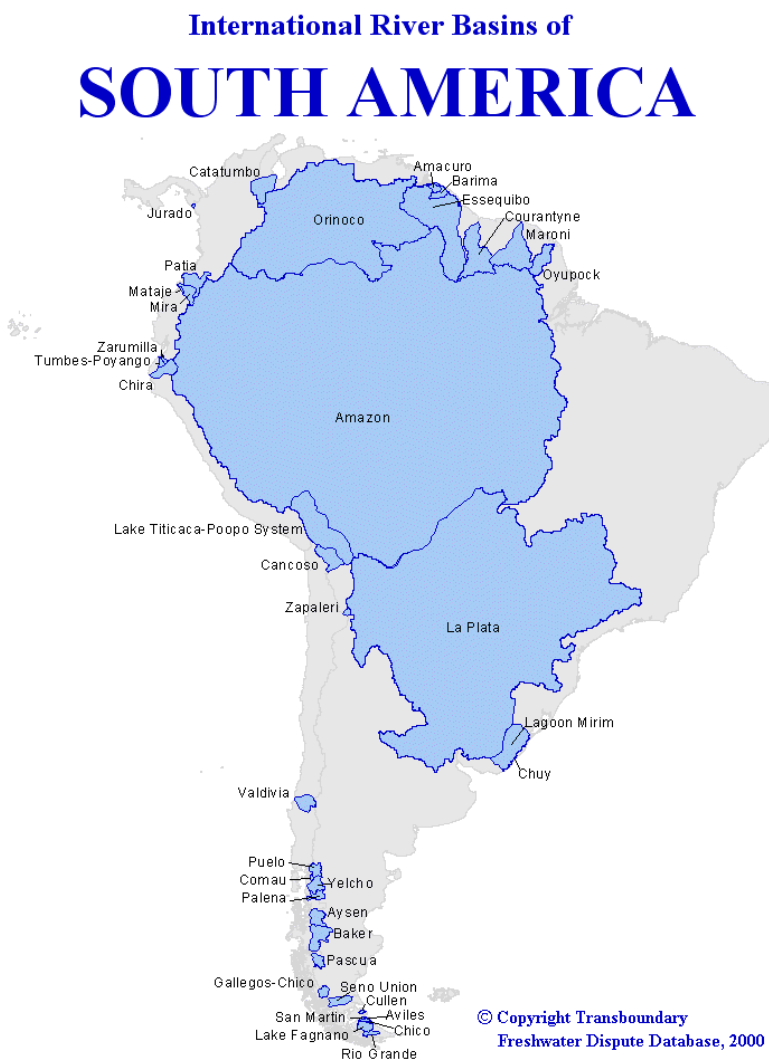 International River Basins of
SOUTH AMERICA
Amacuro
Catatumbo
Barima
Essequibo
Jurado
Orinoco
Courantyne
Maroni
Patia
Oyupock
Mataje
Mira
Zarumilla
Tumbes-Poyango
Chira
Amazon
Lake Titicaca-Poopo System
Cancoso
Zapaleri
La Plata
Lagoon Mirim
Chuy
Valdivia
Puelo
Comau
Yelcho
Palena
Aysen
Baker
Pascua
Gallegos-Chico
Seno Union
Cullen
San Martin
Aviles
Chico
Lake Fagnano
Rio Grande
© Copyright Transboundary
Freshwater Dispute Database, 2000